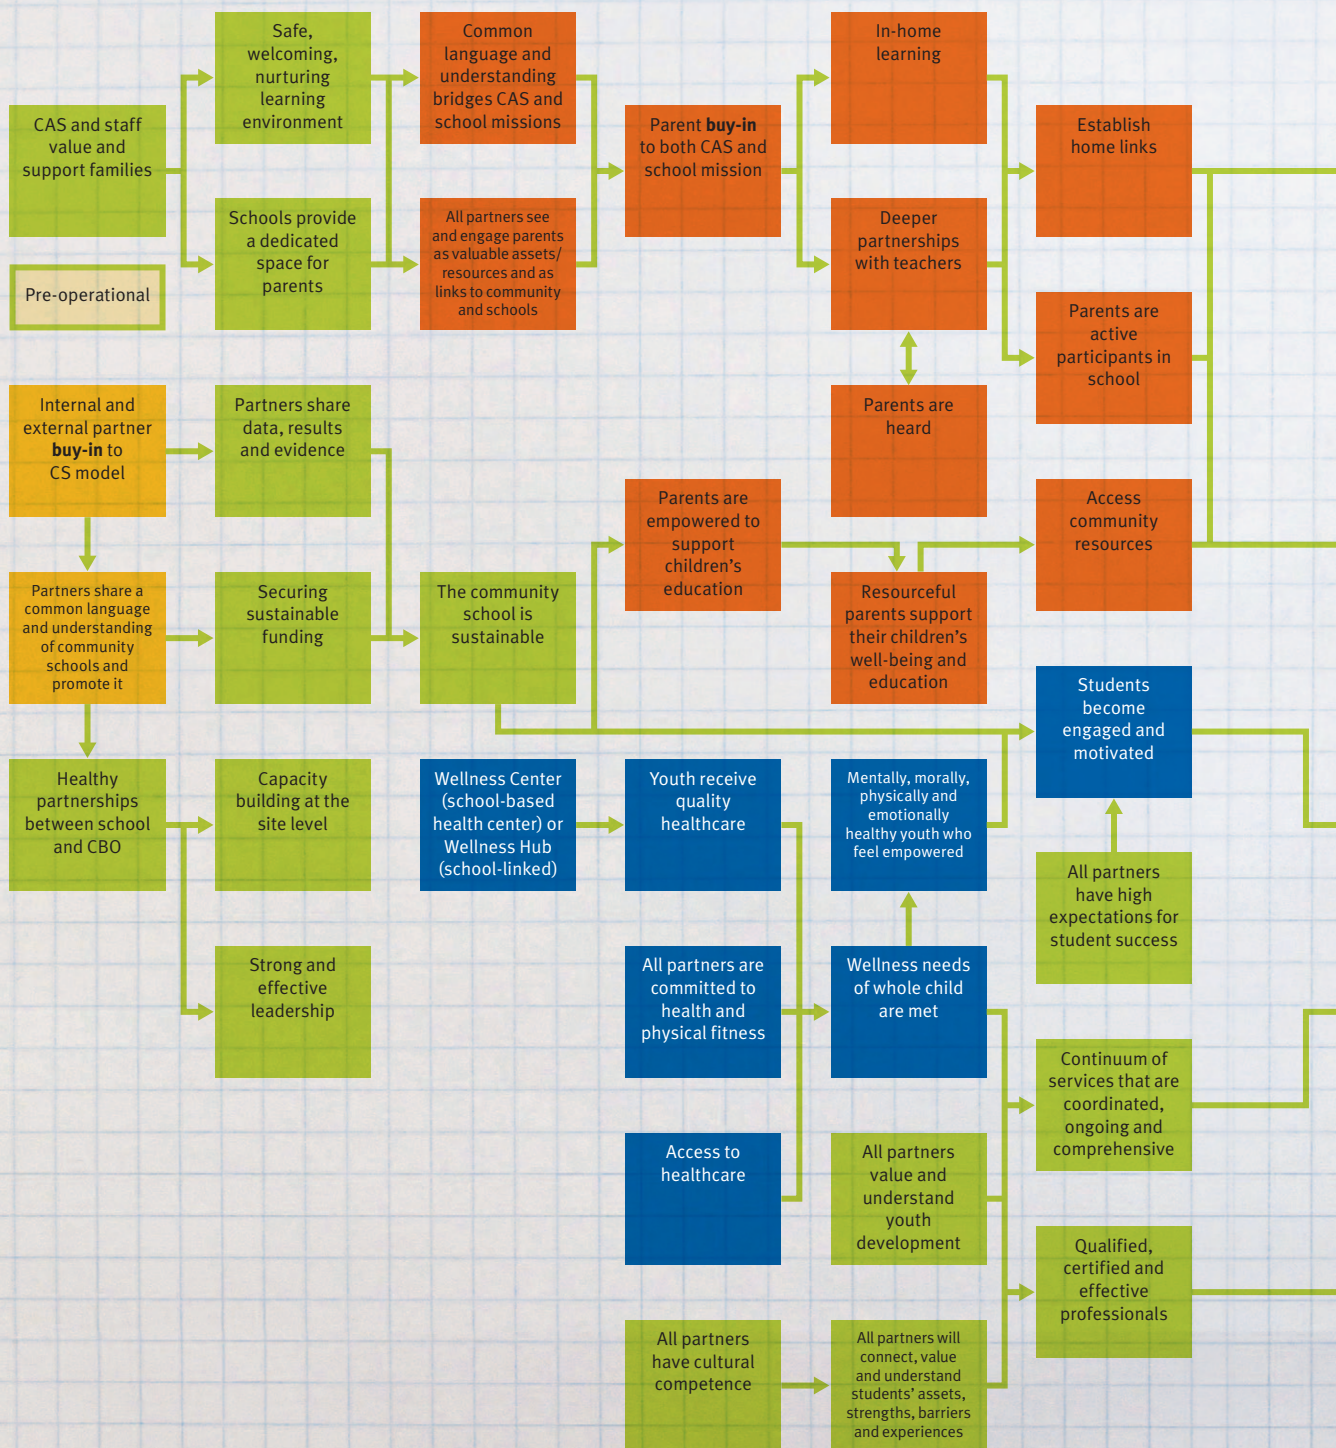 CAS and staff
value and
support families
Pre-operational
Safe,
welcoming,
nurturing
learning
environment
Schools provide
a dedicated
space for
parents
Common
language and
understanding
bridges CAS and
school missions
All partners see
and engage parents
as valuable assets/
resources and as
links to community
and schools
Parent buy-in
to both CAS and
school mission
In-home
learning
Deeper
partnerships
with teachers
Parents are
heard
Establish
home links
Parents are
active
participants in
school
Internal and
external partner
buy-in to
CS model
Partners share
data, results
and evidence
Partners share a
common language
and understanding
of community
schools and
promote it
Securing
sustainable
funding
The community
school is
sustainable
Parents are
empowered to
support
children’s
education
Resourceful
parents support
their children’s
well-being and
education
Access
community
resources
Students
become
engaged and
motivated
Healthy
partnerships
between school
and CBO
Capacity
building at the
site level
Strong and
effective
leadership
Wellness Center
(school-based
health center) or
Wellness Hub
(school-linked)
Youth receive
quality
healthcare
Mentally, morally,
physically and
emotionally
healthy youth who
feel empowered
All partners
have high
expectations for
student success
All partners are
committed to
health and
physical fitness
Wellness needs
of whole child
are met
Continuum of
services that are
coordinated,
ongoing and
comprehensive
Access to
healthcare
All partners
value and
understand
youth
development
Qualified,
certified and
effective
professionals
All partners
have cultural
competence
All partners will
connect, value
and understand
students’ assets,
strengths, barriers
and experiences